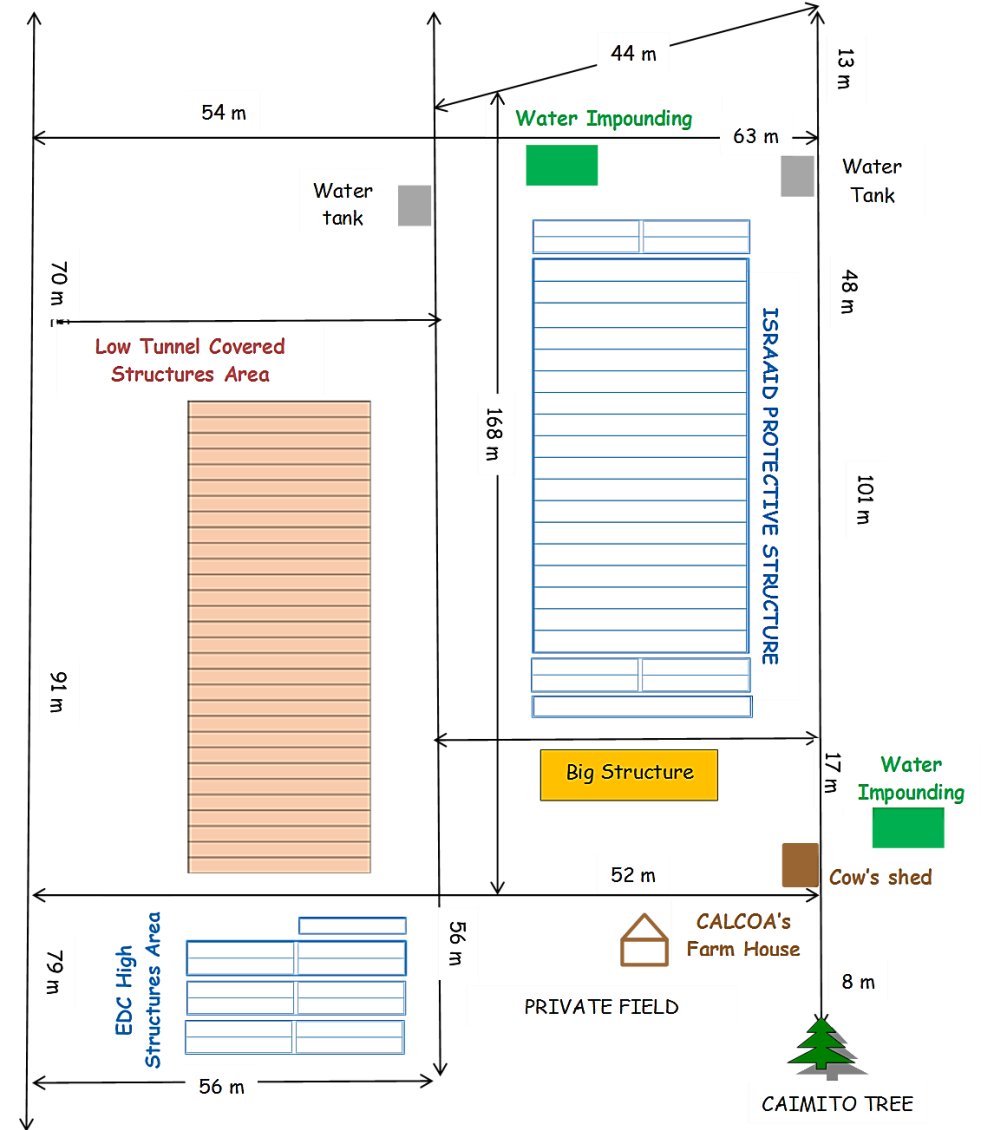 44 m
13 m
54 m
Water Impounding
63 m
Water
Tank
Water
tank
70 m
48 m
Low Tunnel Covered
Structures Area
ISRAAID PROTECTIVE STRUCTURE
168 m
101 m
91 m
Big Structure
17 m
Water
Impounding
52 m
Cow's shed
EDC High
Structures Area
56 m
CALCOA's
Farm House
79 m
8 m
PRIVATE FIELD
56 m
CAIMITO TREE